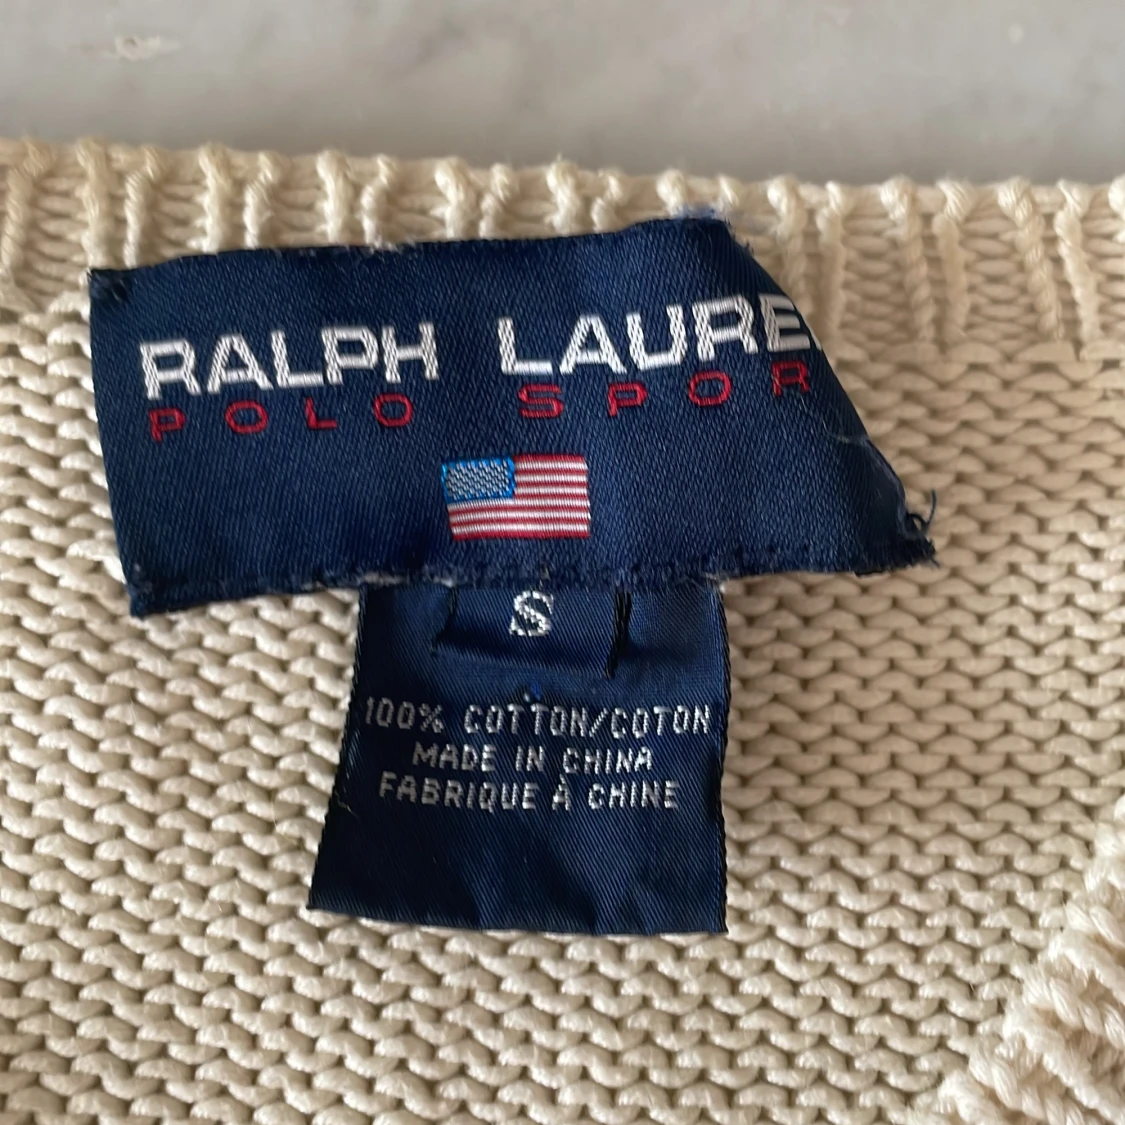 RALPH LAURE
POLO SPOR
S
100% COTTON/COTON
MADE IN CHINA
FABRIQUE À CHINE